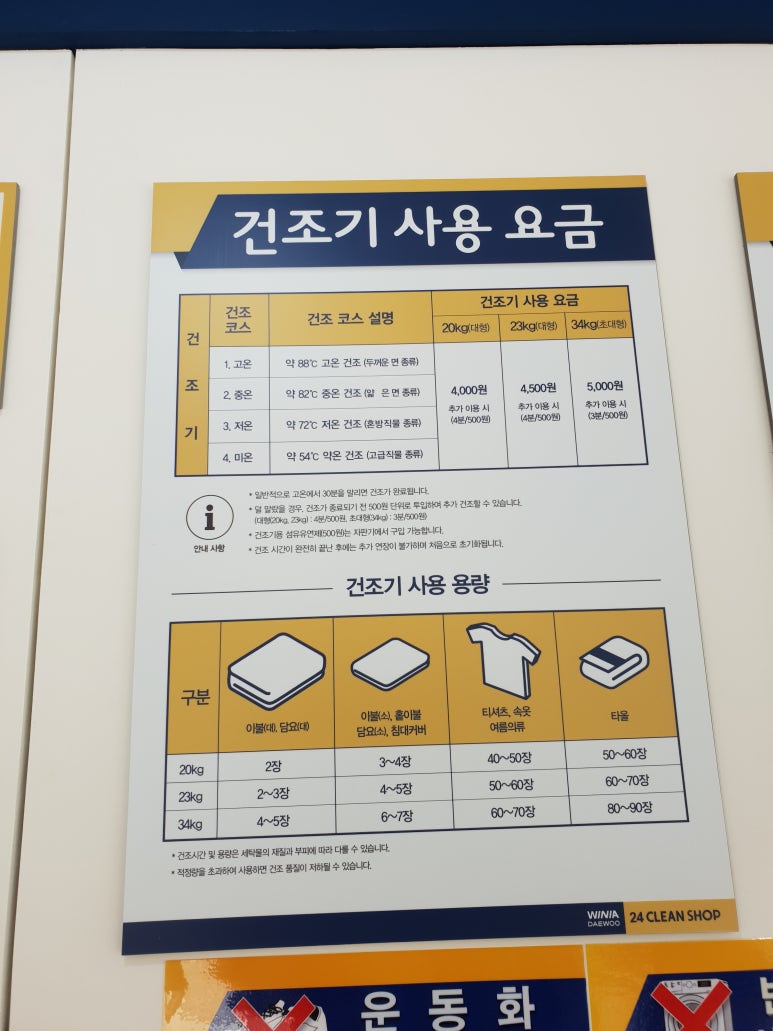 건조기 사용 요금
건조기
건조 코스
건조 코스 설명
건조기 사용 요금
20kg(대형) 23kg(대형) 34kg(초대형)
1. 고온 약 88℃ 고온 건조 (두꺼운 면 종류)
2. 중온 약 82℃ 중온 건조 (얇 은 면 종류)
3. 저온 약 72℃ 저온 건조 (혼방직물 종류)
4. 미온 약 54℃ 약온 건조 (고급직물 종류)
4,000원 4,500원 5,000원
추가 이용 시 추가 이용 시 추가 이용 시
(4분/500원) (4분/500원) (3분/500원)
안내 사항
* 일반적으로 고온에서 30분을 말리면 건조가 완료됩니다.
* 덜 말랐을 경우, 건조가 종료되기 전 500원 단위로 투입하여 추가 건조할 수 있습니다.
(대형(20kg, 23kg) : 4분/500원, 초대형(34kg) : 3분/500원)
* 건조기용 섬유유연제(500원)는 자판기에서 구입 가능합니다.
* 건조 시간이 완전히 끝난 후에는 추가 연장이 불가하며 처음으로 초기화됩니다.
건조기 사용 용량
구분
이불(대), 담요(대)
이불(소), 홑이불
담요(소), 침대커버
티셔츠, 속옷
여름의류
타올
20kg 2장 3~4장 40~50장 50~60장
23kg 2~3장 4~5장 50~60장 60~70장
34kg 4~5장 6~7장 60~70장 80~90장
* 건조시간 및 용량은 세탁물의 재질과 부피에 따라 다를 수 있습니다.
* 적정량을 초과하여 사용하면 건조 품질이 저하될 수 있습니다.
WINIA
DAEWOO
24 CLEAN SHOP
운동화